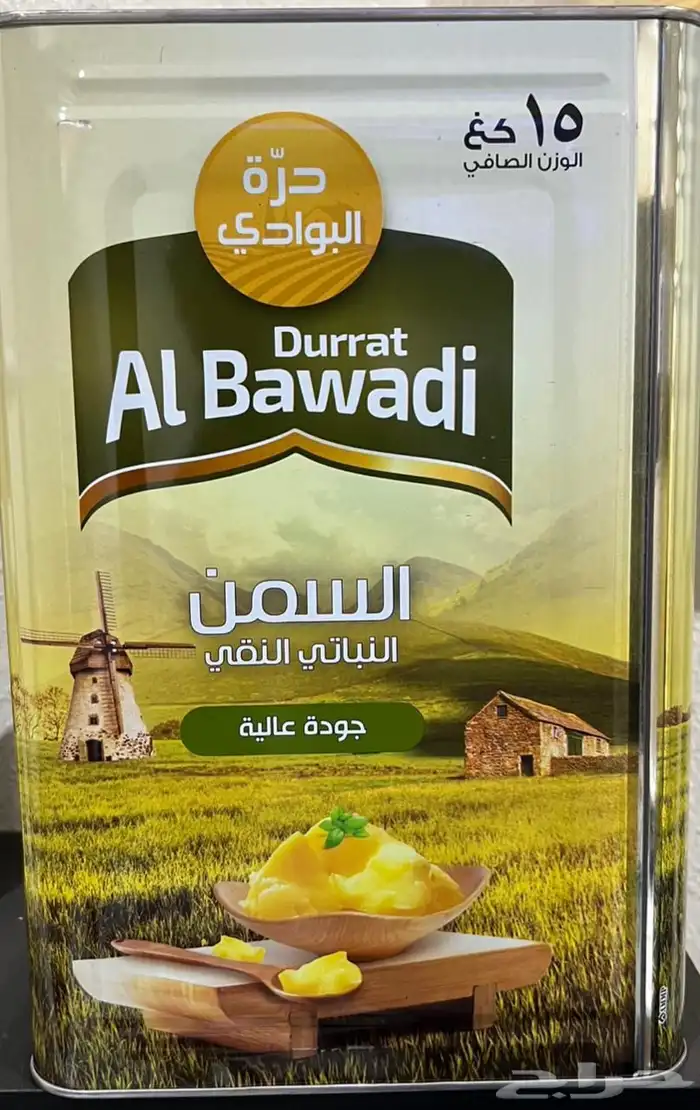 ١٥ كغ
الوزن الصافي
درّة
البوادي
Durrat
Al Bawadi
السمن
النباتي النقي
جودة عالية
حراج